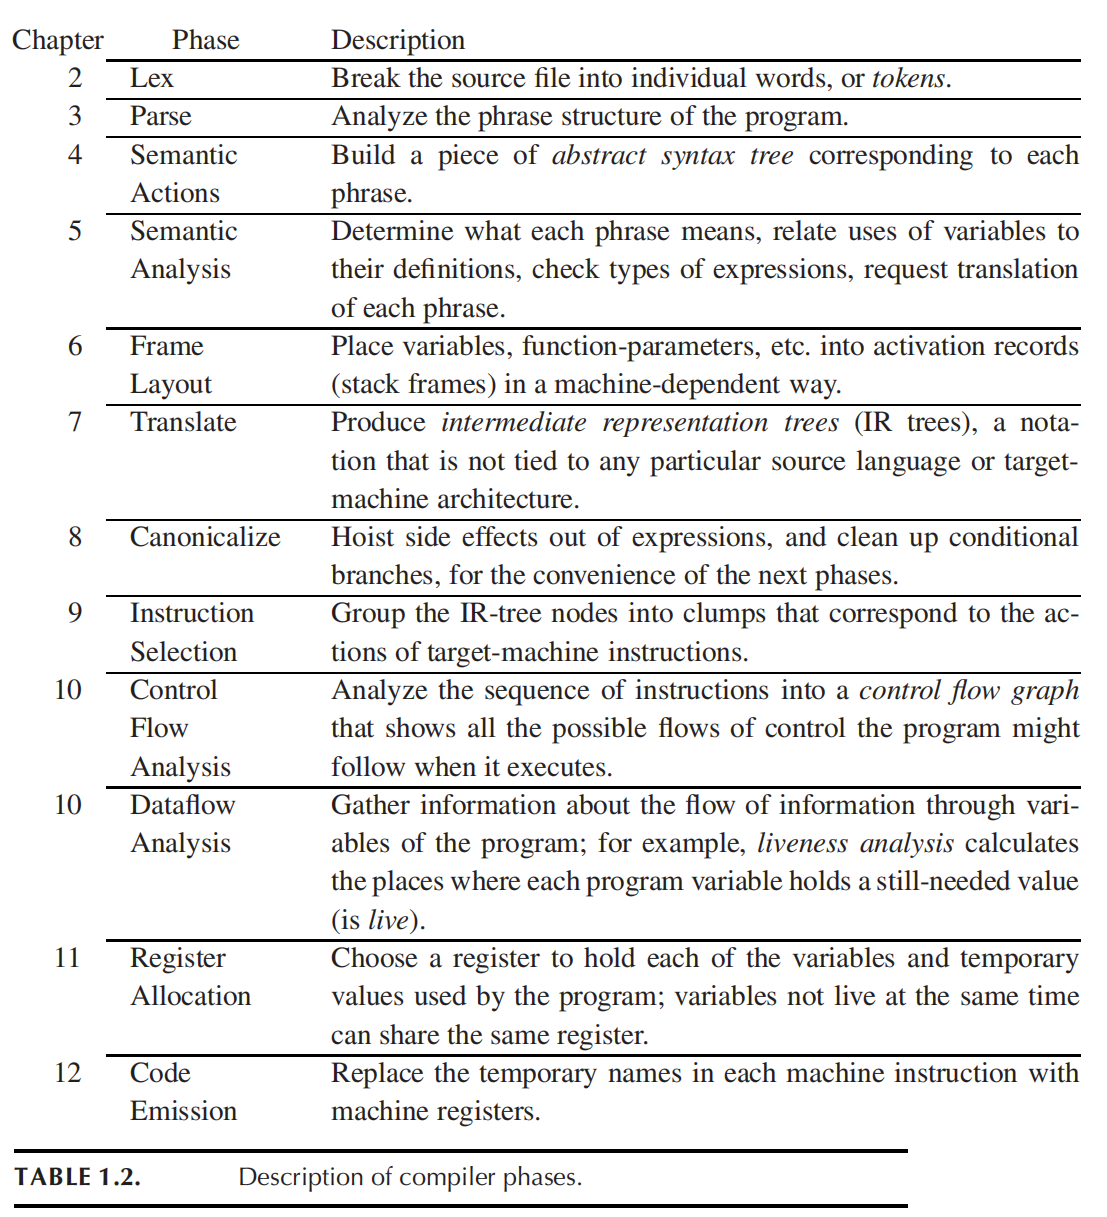 Chapter Phase Description
2 Lex Break the source file into individual words, or tokens.
3 Parse Analyze the phrase structure of the program.
4 Semantic Build a piece of abstract syntax tree corresponding to each
Actions phrase.
5 Semantic Determine what each phrase means, relate uses of variables to
Analysis their definitions, check types of expressions, request translation
of each phrase.
6 Frame Place variables, function-parameters, etc. into activation records
Layout (stack frames) in a machine-dependent way.
7 Translate Produce intermediate representation trees (IR trees), a nota-
tion that is not tied to any particular source language or target-
machine architecture.
8 Canonicalize Hoist side effects out of expressions, and clean up conditional
branches, for the convenience of the next phases.
9 Instruction Group the IR-tree nodes into clumps that correspond to the ac-
Selection tions of target-machine instructions.
10 Control Analyze the sequence of instructions into a control flow graph
Flow that shows all the possible flows of control the program might
Analysis follow when it executes.
10 Dataflow Gather information about the flow of information through vari-
Analysis ables of the program; for example, liveness analysis calculates
the places where each program variable holds a still-needed value
(is live).
11 Register Choose a register to hold each of the variables and temporary
Allocation values used by the program; variables not live at the same time
can share the same register.
12 Code Replace the temporary names in each machine instruction with
Emission machine registers.
TABLE 1.2. Description of compiler phases.